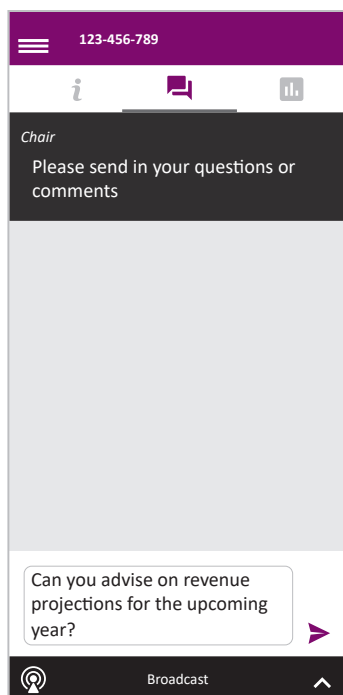 123-456-789
i
Chair
Please send in your questions or
comments
Can you advise on revenue
projections for the upcoming
year?
Broadcast